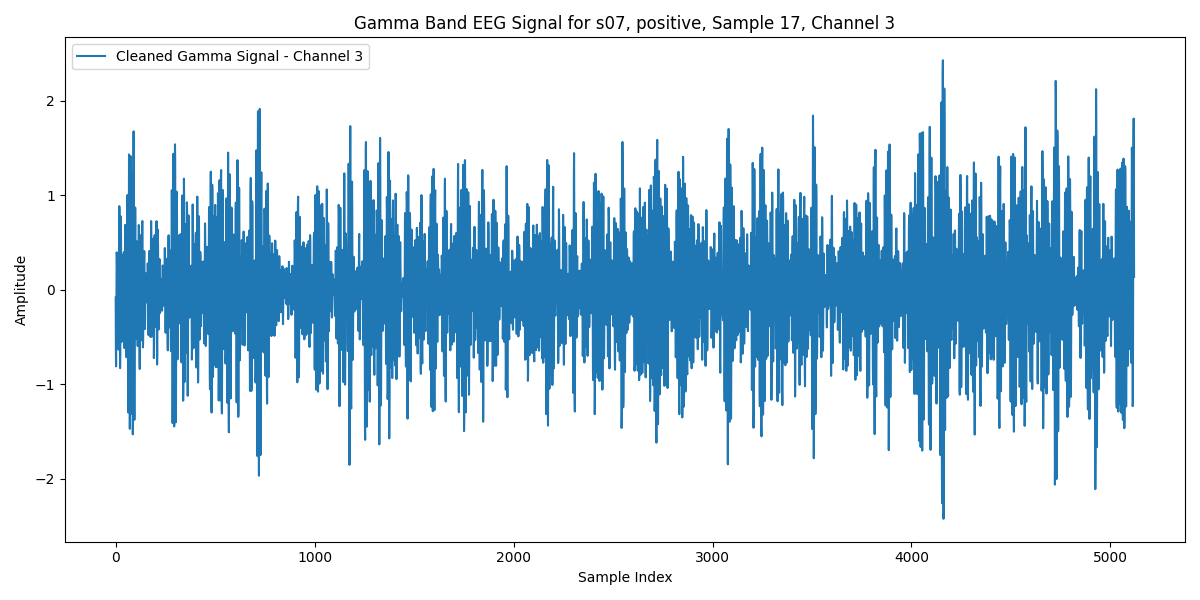 Gamma Band EEG Signal for s07, positive, Sample 17, Channel 3
Cleaned Gamma Signal - Channel 3
2
1
0
−1
−2
Amplitude
0 1000 2000 3000 4000 5000
Sample Index